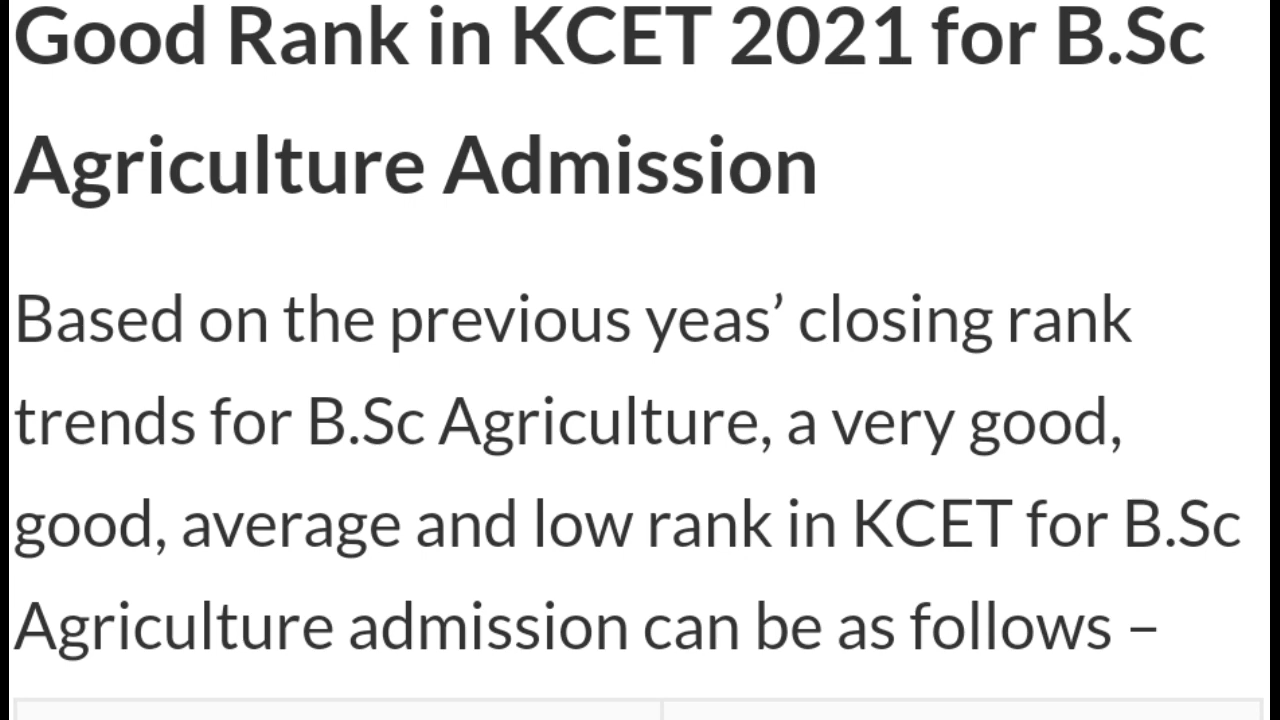 Good Rank in KCET 2021 for B.Sc
Agriculture Admission
Based on the previous yeas’ closing rank
trends for B.Sc Agriculture, a very good,
good, average and low rank in KCET for B.Sc
Agriculture admission can be as follows –